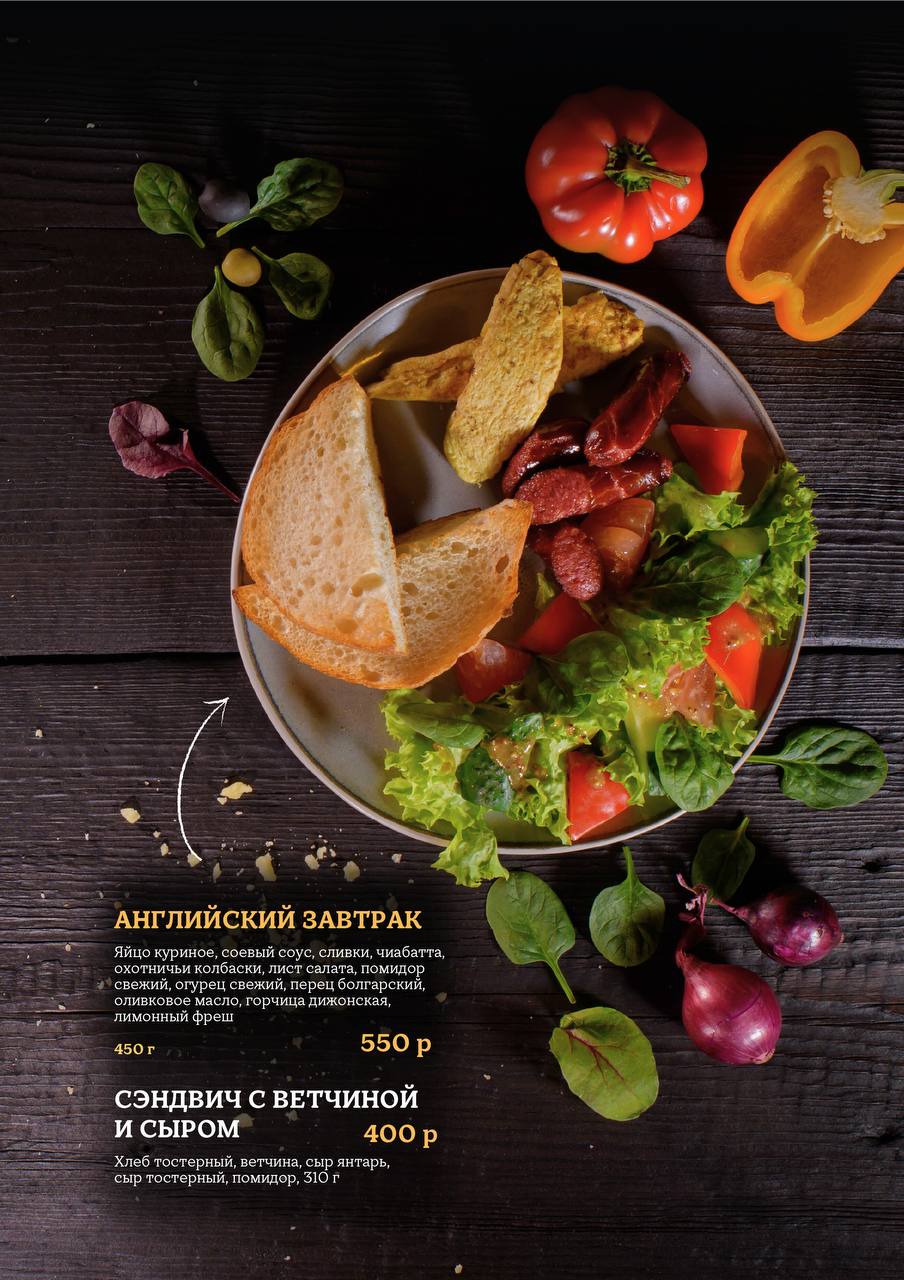 АНГЛИЙСКИЙ ЗАВТРАК
Яйцо куриное, соевый соус, сливки, чиабатта,
охотничьи колбаски, лист салата, помидор
свежий, огурец свежий, перец болгарский,
оливковое масло, горчица дижонская,
лимонный фреш
450 г 550 р
СЭНДВИЧ С ВЕТЧИНОЙ
И СЫРОМ 400 р
Хлеб тостерный, ветчина, сыр янтарь,
сыр тостерный, помидор, 310 г